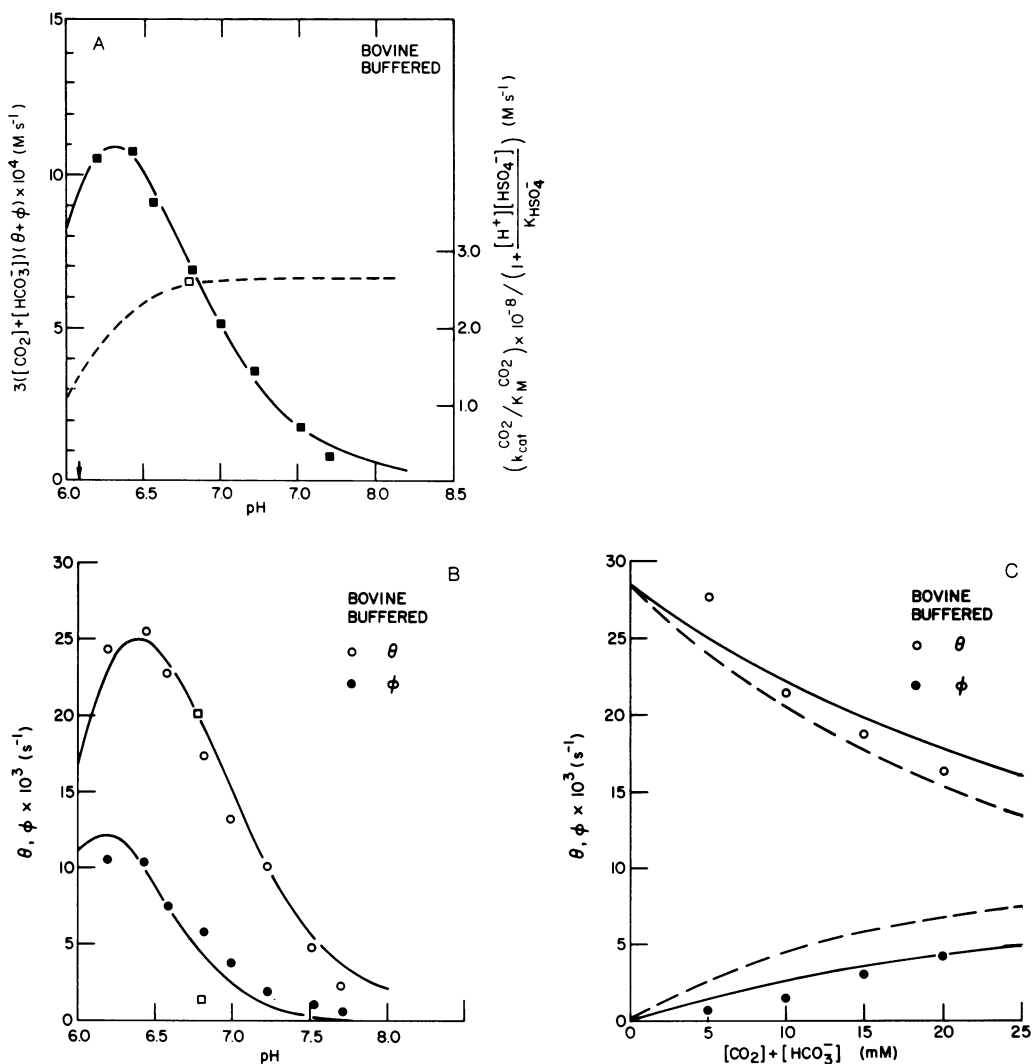 A
BOVINE
BUFFERED
15
10
5
0
3([CO₂]+[HCO₃⁻])(θ+ϕ)×10⁴ (M s⁻¹)
3.0
2.0
1.0
(k_cat^CO₂/K_M^CO₂)×10⁻⁸/(1+[H⁺][HSO₄⁻]/K_HSO₄⁻) (M s⁻¹)
6.0 6.5 7.0 7.0 8.0 8.5
pH
B
BOVINE
BUFFERED
θ
ϕ
30
25
20
15
10
5
0
θ, ϕ × 10³ (s⁻¹)
6.0 6.5 7.0 7.5 8.0
pH
C
BOVINE
BUFFERED
θ
ϕ
30
25
20
15
10
5
0
θ, ϕ × 10³ (s⁻¹)
0 5 10 15 20 25
[CO₂]+[HCO₃⁻] (mM)